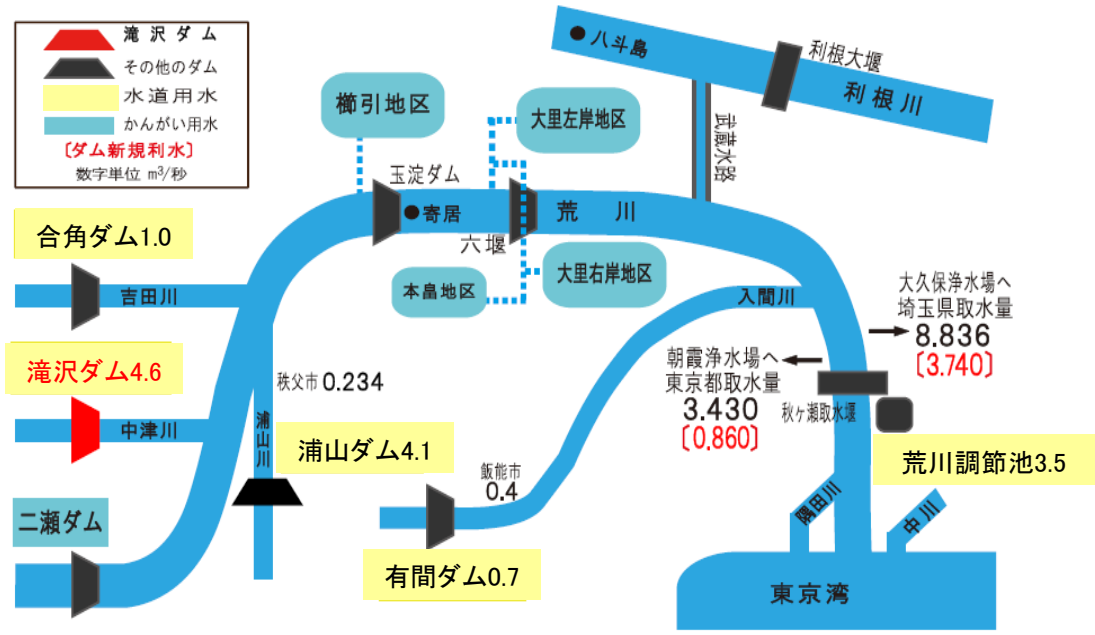 滝沢ダム
その他のダム
水道用水
かんがい用水
〔ダム新規利水〕
数字単位 m³/秒
八斗島
利根大堰
利根川
武蔵水路
櫛引地区
大里左岸地区
玉淀ダム
寄居
荒川
六堰
本畠地区
大里右岸地区
合角ダム1.0
吉田川
滝沢ダム4.6
中津川
秩父市 0.234
浦山川
浦山ダム4.1
二瀬ダム
飯能市
0.4
有間ダム0.7
入間川
大久保浄水場へ
埼玉県取水量
8.836
〔3.740〕
朝霞浄水場へ
東京都取水量
3.430
〔0.860〕
秋ヶ瀬取水堰
荒川調節池3.5
隅田川
中川
東京湾